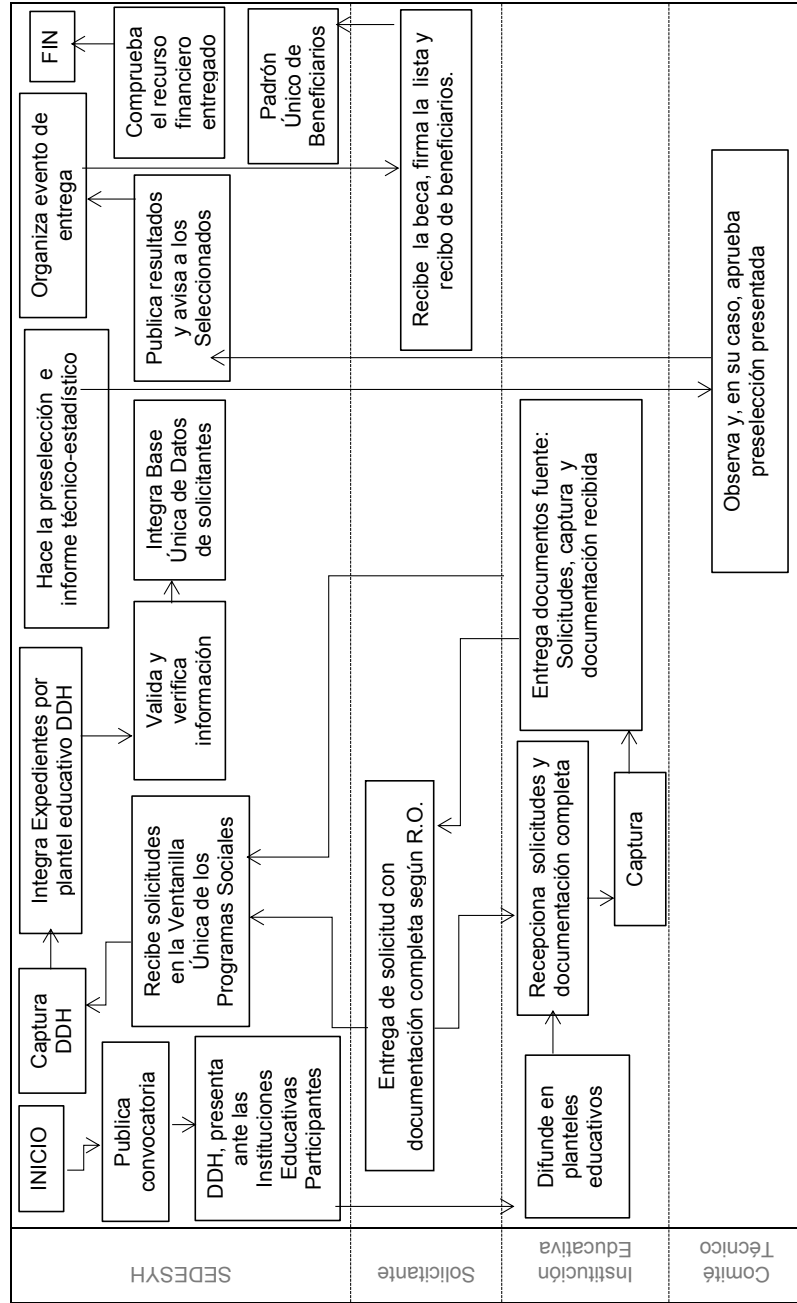 SEDESYH
INICIO
Publica
convocatoria
DDH, presenta
ante las
Instituciones
Educativas
Participantes
Captura
DDH
Recibe solicitudes
en la Ventanilla
Única de los
Programas Sociales
Integra Expedientes por
plantel educativo DDH
Valida y
verifica
información
Integra Base
Única de Datos
de solicitantes
Hace la preselección e
informe técnico-estadístico
Publica resultados
y avisa a los
Seleccionados
Organiza evento de
entrega
Padrón
Único de
Beneficiarios
Comprueba
el recurso
financiero
entregado
FIN
Solicitante
Entrega de solicitud con
documentación completa según R.O.
Recibe la beca, firma la lista y
recibo de beneficiarios.
Institución
Educativa
Difunde en
planteles
educativos
Recepciona solicitudes y
documentación completa
Captura
Entrega documentos fuente:
Solicitudes, captura y
documentación recibida
Comité
Técnico
Observa y, en su caso, aprueba
preselección presentada